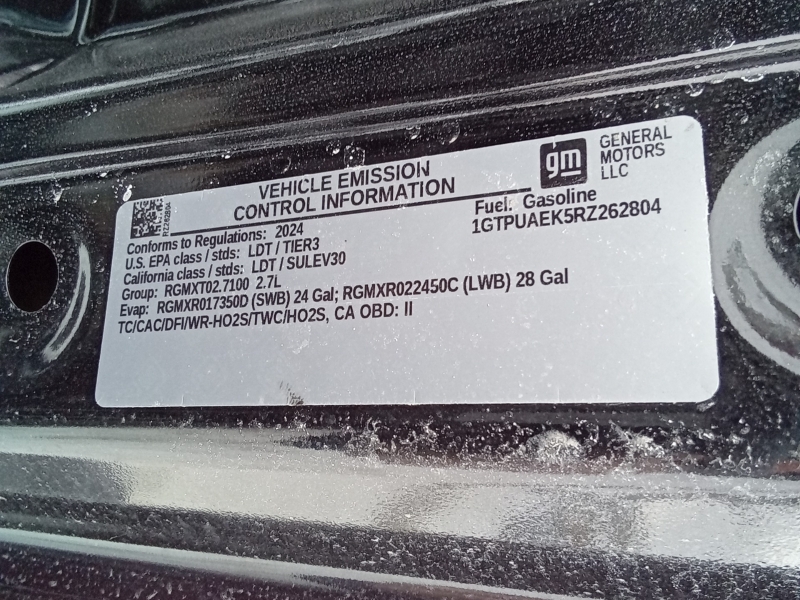 VEHICLE EMISSION
CONTROL INFORMATION
gm
GENERAL
MOTORS
LLC
RZ262804
Fuel: Gasoline
1GTPUAEK5RZ262804
Conforms to Regulations: 2024
U.S. EPA class / stds: LDT / TIER3
California class / stds: LDT / SULEV30
Group: RGMXT02.7100 2.7L
Evap: RGMXR017350D (SWB) 24 Gal; RGMXR022450C (LWB) 28 Gal
TC/CAC/DFI/WR-HO2S/TWC/HO2S, CA OBD: II